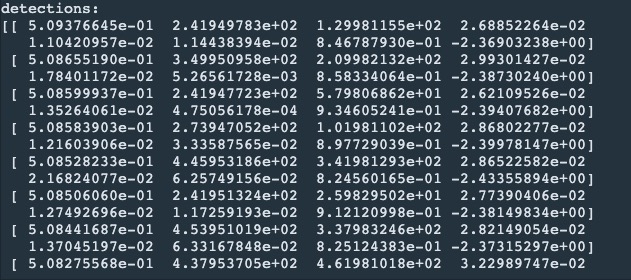 detections:
[[ 5.09376645e-01 2.41949783e+02 1.29981155e+02 2.68852264e-02
1.10420957e-02 1.14438394e-02 8.46787930e-01 -2.36903238e+00]
[ 5.08655190e-01 3.49950958e+02 2.09982132e+02 2.99301427e-02
1.78401172e-02 5.26561728e-03 8.58334064e-01 -2.38730240e+00]
[ 5.08599937e-01 2.41947723e+02 5.79806862e+01 2.62109526e-02
1.35264061e-02 4.75056178e-04 9.34605241e-01 -2.39407682e+00]
[ 5.08583903e-01 2.73947052e+02 1.01981102e+02 2.86802277e-02
1.21603906e-02 3.33587565e-02 8.97729039e-01 -2.39978147e+00]
[ 5.08528233e-01 4.45953186e+02 3.41981293e+02 2.86522582e-02
2.16824077e-02 6.25749156e-02 8.24560165e-01 -2.43355894e+00]
[ 5.08506060e-01 2.41951324e+02 2.59829502e+01 2.77390406e-02
1.27492696e-02 1.17259193e-02 9.12120998e-01 -2.38149834e+00]
[ 5.08441687e-01 4.53951019e+02 3.37983246e+02 2.82149054e-02
1.37045197e-02 6.33167848e-02 8.25124383e-01 -2.37315297e+00]
[ 5.08275568e-01 4.37953705e+02 4.61981018e+02 3.22989747e-02